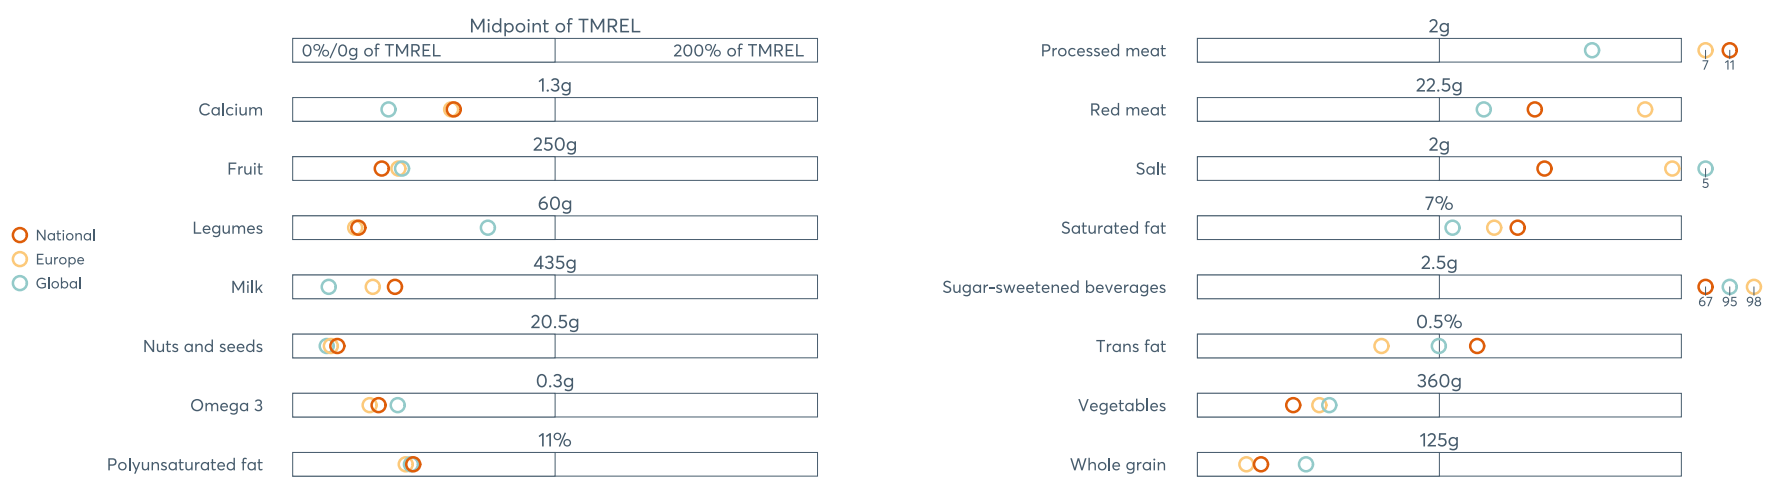 Midpoint of TMREL
0%/0g of TMREL 200% of TMREL
1.3g
Calcium
250g
Fruit
60g
Legumes
435g
Milk
20.5g
Nuts and seeds
0.3g
Omega 3
11%
Polyunsaturated fat
National
Europe
Global
2g
Processed meat
7 11
22.5g
Red meat
2g
Salt
5
7%
Saturated fat
2.5g
Sugar-sweetened beverages
67 95 98
0.5%
Trans fat
360g
Vegetables
125g
Whole grain